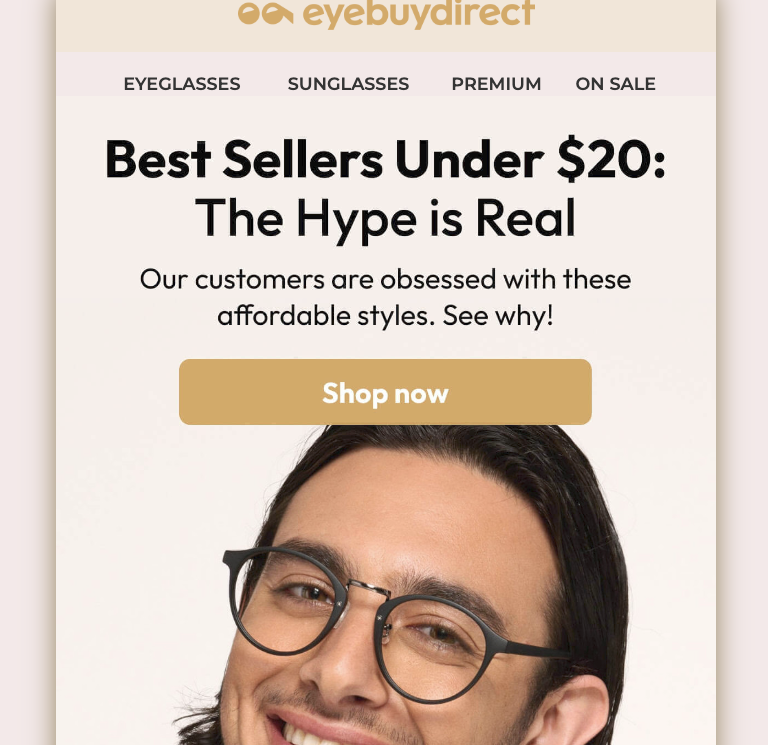 eyebuydirect
EYEGLASSES SUNGLASSES PREMIUM ON SALE
Best Sellers Under $20:
The Hype is Real
Our customers are obsessed with these
affordable styles. See why!
Shop now